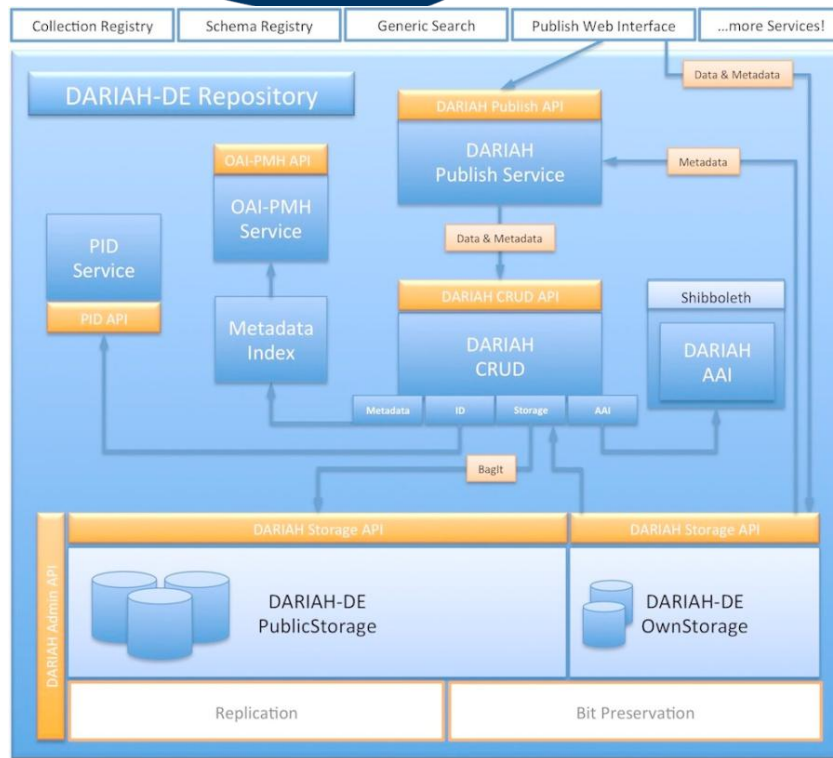 Collection Registry
Schema Registry
Generic Search
Publish Web Interface
...more Services!
Data & Metadata
DARIAH-DE Repository
DARIAH Publish API
DARIAH
Publish Service
Metadata
OAI-PMH API
OAI-PMH
Service
PID
Service
PID API
Data & Metadata
DARIAH CRUD API
DARIAH
CRUD
Shibboleth
DARIAH
AAI
Metadata
Index
Metadata
ID
Storage
AAI
BagIt
DARIAH Admin API
DARIAH Storage API
DARIAH Storage API
DARIAH-DE
PublicStorage
DARIAH-DE
OwnStorage
Replication
Bit Preservation